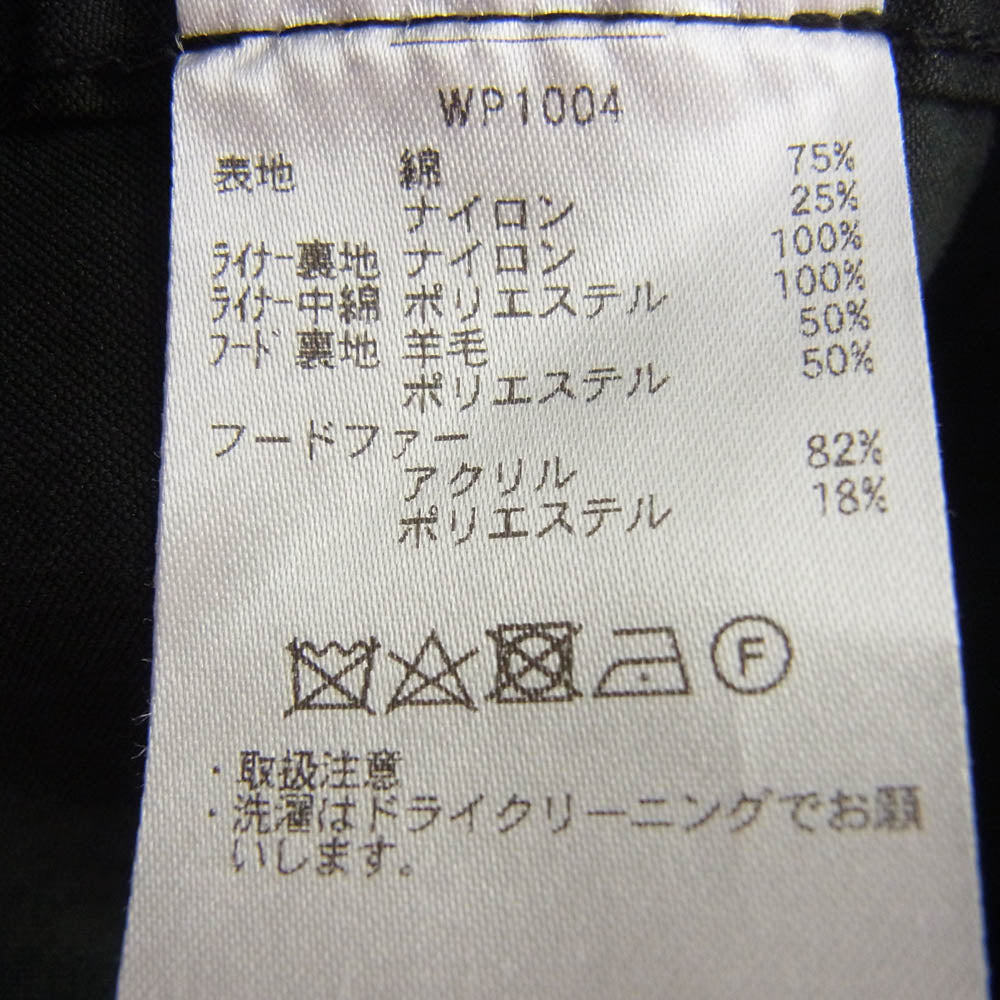 WP1004
表地 綿 75%
ナイロン 25%
ﾗｲﾅｰ裏地 ナイロン 100%
ﾗｲﾅｰ中綿 ポリエステル 100%
ﾌｰﾄﾞ裏地 羊毛 50%
ポリエステル 50%
フードファー
アクリル 82%
ポリエステル 18%
F
・取扱注意
・洗濯はドライクリーニングでお願
いします。